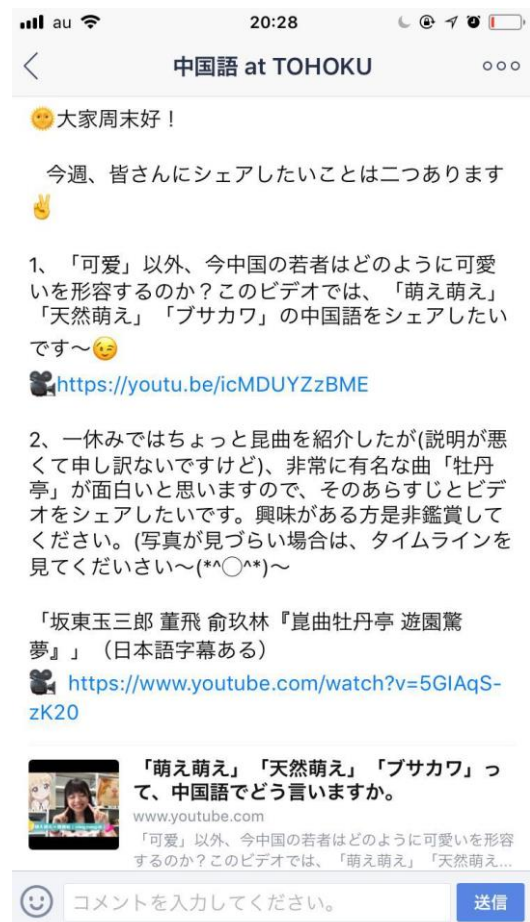 au 20:28
中国語 at TOHOKU
🌞大家周末好！
今週、皆さんにシェアしたいことは二つあります
✌
1、「可爱」以外、今中国の若者はどのように可愛
いを形容するのか？このビデオでは、「萌え萌え」
「天然萌え」「ブサカワ」の中国語をシェアしたい
です〜😉
🎥https://youtu.be/icMDUYZzBME
2、一休みではちょっと昆曲を紹介したが(説明が悪
くて申し訳ないですけど)、非常に有名な曲「牡丹
亭」が面白いと思いますので、そのあらすじとビデ
オをシェアしたいです。興味がある方是非鑑賞して
ください。(写真が見づらい場合は、タイムラインを
見てくだいさい〜(*^◯^*)〜
「坂東玉三郎 董飛 俞玖林『崑曲牡丹亭 遊園驚
夢』」（日本語字幕ある）
🎥 https://www.youtube.com/watch?v=5GIAqS-
zK20
「萌え萌え」「天然萌え」「ブサカワ」っ
て、中国語でどう言いますか。
www.youtube.com
「可爱」以外、今中国の若者はどのように可愛いを形容
するのか？このビデオでは、「萌え萌え」「天然萌え...
コメントを入力してください。
送信